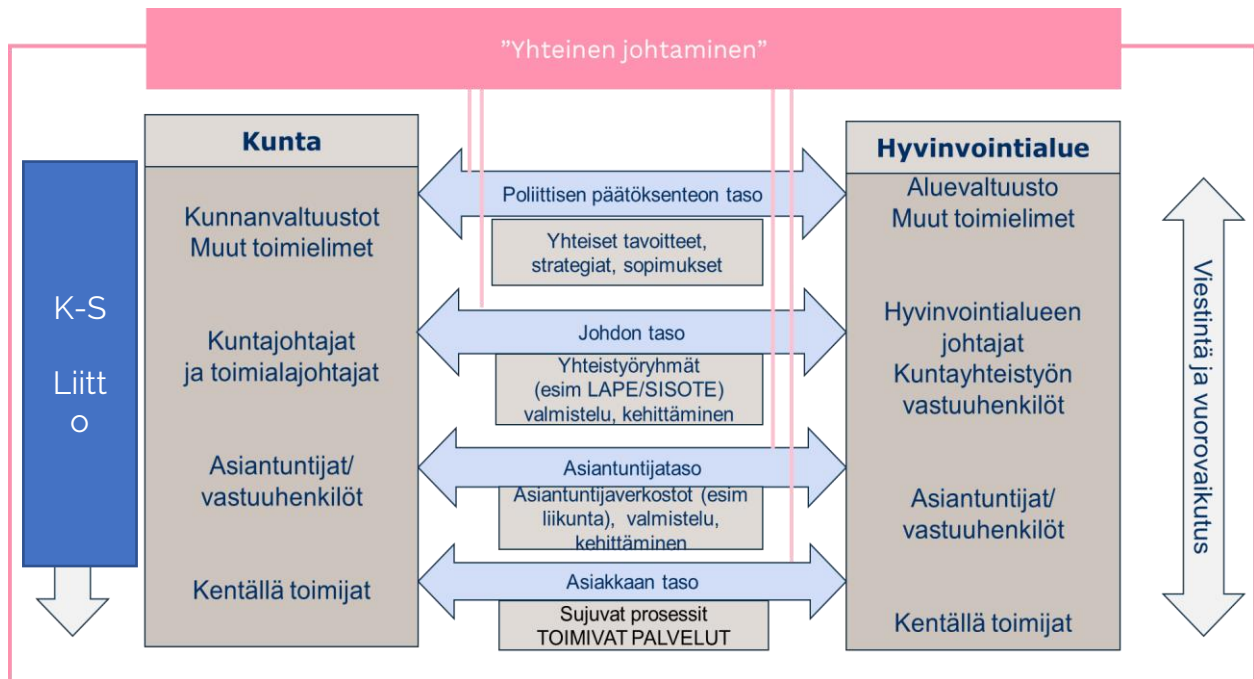 ”Yhteinen johtaminen”
K-S
Liitt
o
Kunta
Kunnanvaltuustot
Muut toimielimet
Kuntajohtajat
ja toimialajohtajat
Asiantuntijat/
vastuuhenkilöt
Kentällä toimijat
Poliittisen päätöksenteon taso
Yhteiset tavoitteet,
strategiat, sopimukset
Johdon taso
Yhteistyöryhmät
(esim LAPE/SISOTE)
valmistelu, kehittäminen
Asiantuntijataso
Asiantuntijaverkostot (esim
liikunta), valmistelu,
kehittäminen
Asiakkaan taso
Sujuvat prosessit
TOIMIVAT PALVELUT
Hyvinvointialue
Aluevaltuusto
Muut toimielimet
Hyvinvointialueen
johtajat
Kuntayhteistyön
vastuuhenkilöt
Asiantuntijat/
vastuuhenkilöt
Kentällä toimijat
Viestintä ja vuorovaikutus